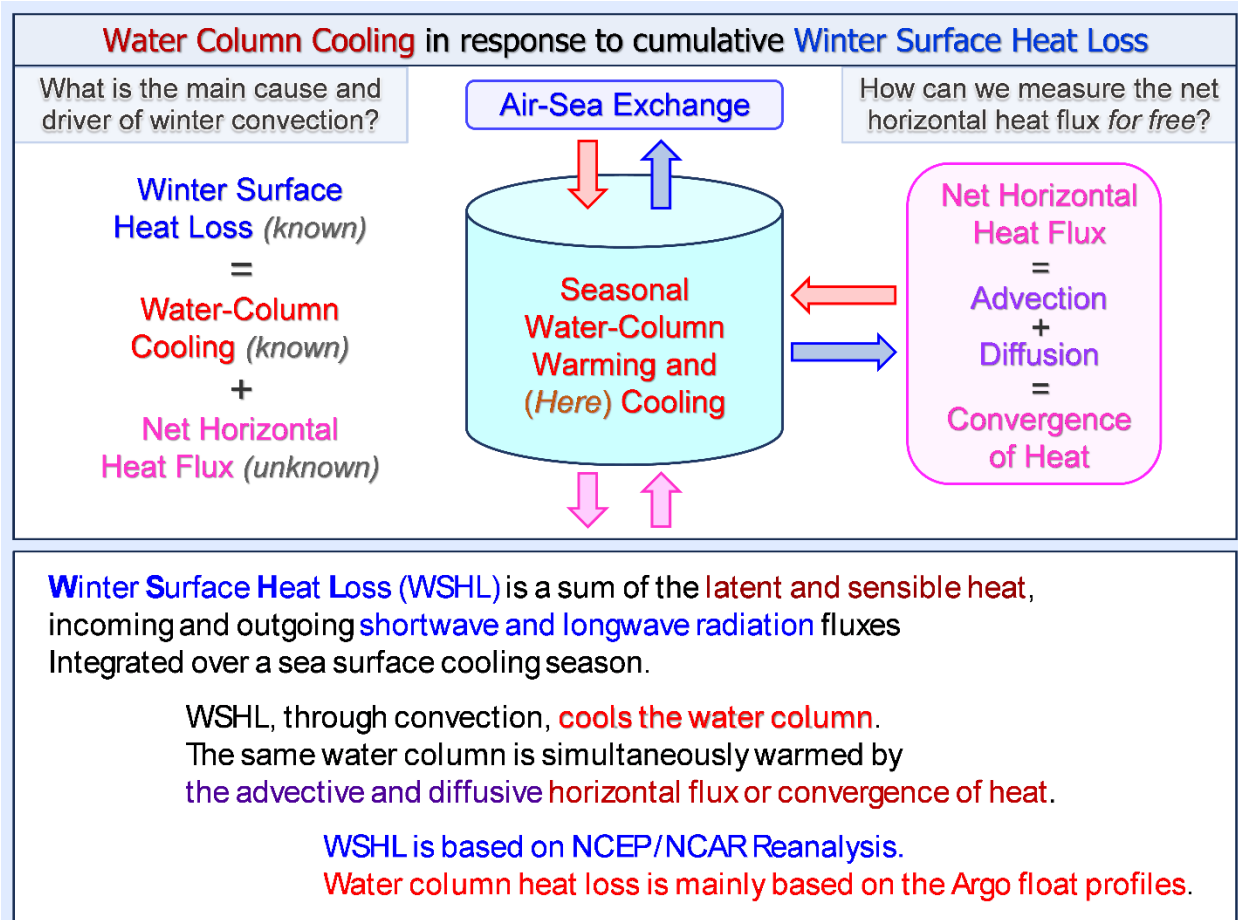 Water Column Cooling in response to cumulative Winter Surface Heat Loss
What is the main cause and
driver of winter convection?
Air-Sea Exchange
How can we measure the net
horizontal heat flux for free?
Winter Surface
Heat Loss (known)
=
Water-Column
Cooling (known)
+
Net Horizontal
Heat Flux (unknown)
Seasonal
Water-Column
Warming and
(Here) Cooling
Net Horizontal
Heat Flux
=
Advection
+
Diffusion
=
Convergence
of Heat
Winter Surface Heat Loss (WSHL) is a sum of the latent and sensible heat,
incoming and outgoing shortwave and longwave radiation fluxes
Integrated over a sea surface cooling season.
WSHL, through convection, cools the water column.
The same water column is simultaneously warmed by
the advective and diffusive horizontal flux or convergence of heat.
WSHL is based on NCEP/NCAR Reanalysis.
Water column heat loss is mainly based on the Argo float profiles.